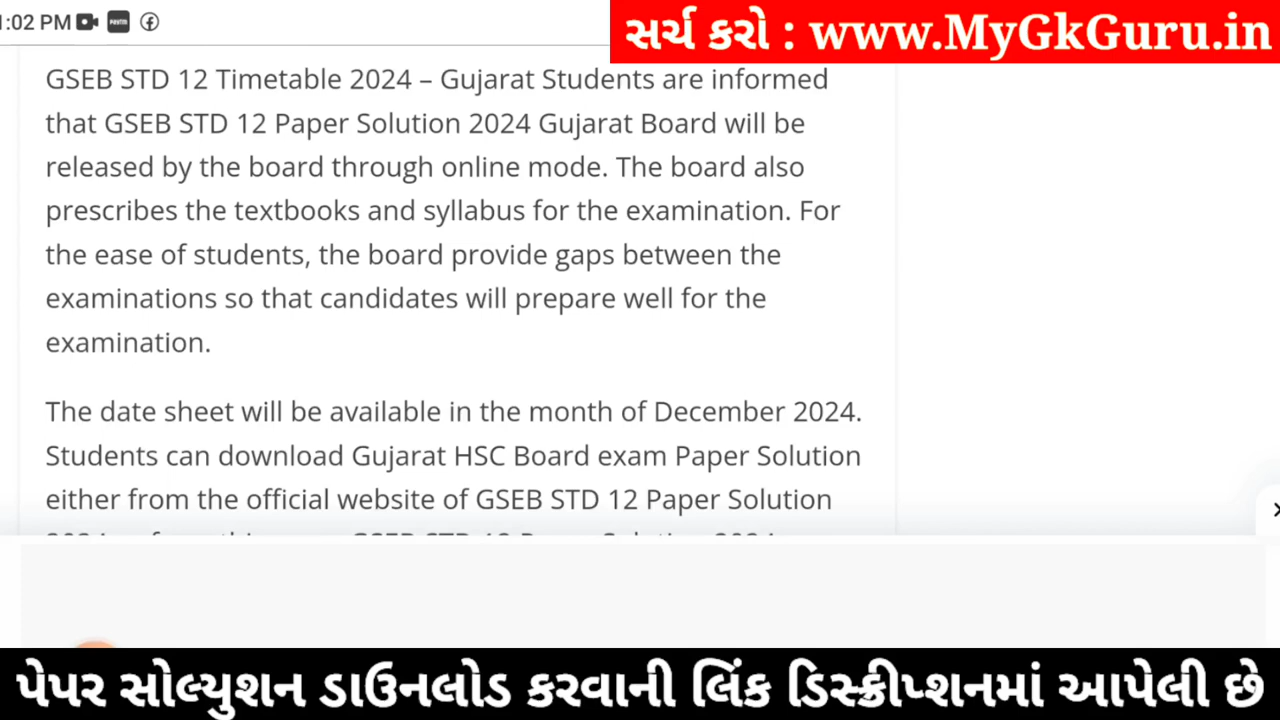 1:02 PM
સર્ચ કરો : www.MyGkGuru.in
GSEB STD 12 Timetable 2024 – Gujarat Students are informed
that GSEB STD 12 Paper Solution 2024 Gujarat Board will be
released by the board through online mode. The board also
prescribes the textbooks and syllabus for the examination. For
the ease of students, the board provide gaps between the
examinations so that candidates will prepare well for the
examination.
The date sheet will be available in the month of December 2024.
Students can download Gujarat HSC Board exam Paper Solution
either from the official website of GSEB STD 12 Paper Solution
પેપર સોલ્યુશન ડાઉનલોડ કરવાની લિંક ડિસ્ક્રીપ્શનમાં આપેલી છે